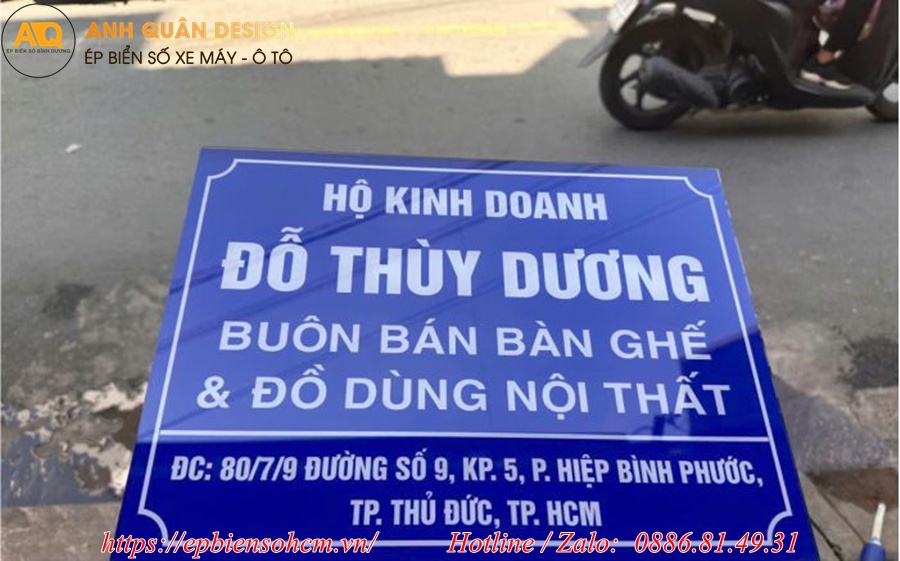 ATQ
ÉP BIỂN SỐ BÌNH DƯƠNG
ANH QUÂN DESIGN
ÉP BIỂN SỐ XE MÁY - Ô TÔ
HỘ KINH DOANH
ĐỖ THÙY DƯƠNG
BUÔN BÁN BÀN GHẾ
& ĐỒ DÙNG NỘI THẤT
ĐC: 80/7/9 ĐƯỜNG SỐ 9, KP. 5, P. HIỆP BÌNH PHƯỚC,
TP. THỦ ĐỨC, TP. HCM
https://epbiensohcm.vn/ Hotline / Zalo: 0886.81.49.31